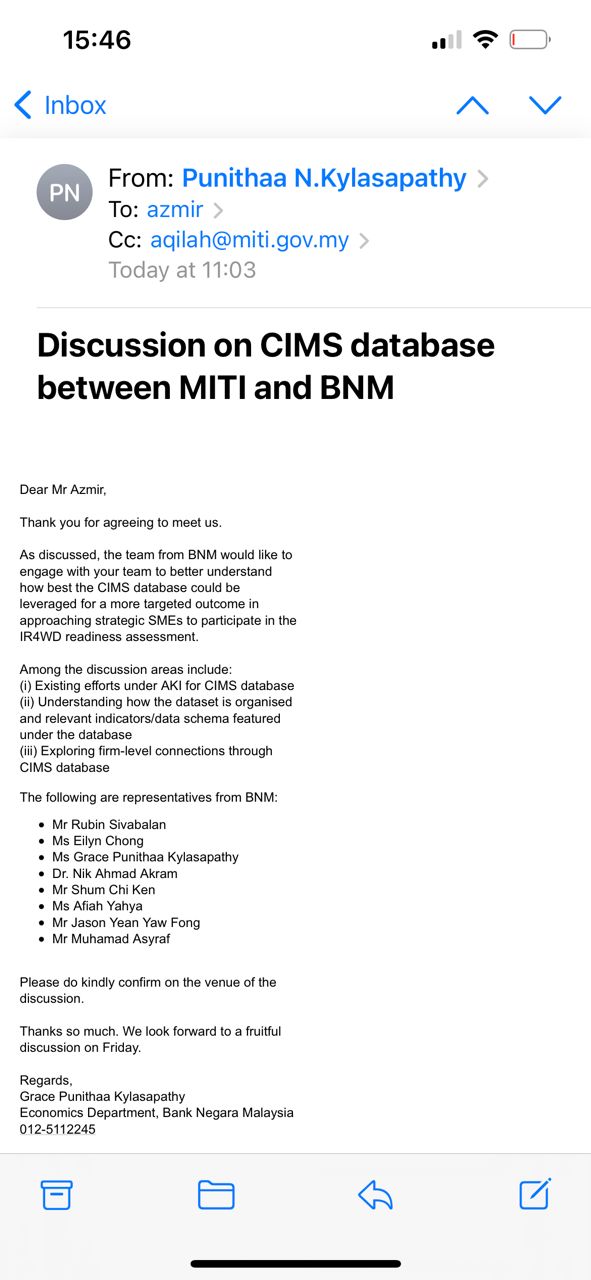 15:46
Inbox
PN
From: Punithaa N.Kylasapathy
To: azmir
Cc: aqilah@miti.gov.my
Today at 11:03
Discussion on CIMS database
between MITI and BNM
Dear Mr Azmir,
Thank you for agreeing to meet us.
As discussed, the team from BNM would like to
engage with your team to better understand
how best the CIMS database could be
leveraged for a more targeted outcome in
approaching strategic SMEs to participate in the
IR4WD readiness assessment.
Among the discussion areas include:
(i) Existing efforts under AKI for CIMS database
(ii) Understanding how the dataset is organised
and relevant indicators/data schema featured
under the database
(iii) Exploring firm-level connections through
CIMS database
The following are representatives from BNM:
• Mr Rubin Sivabalan
• Ms Eilyn Chong
• Ms Grace Punithaa Kylasapathy
• Dr. Nik Ahmad Akram
• Mr Shum Chi Ken
• Ms Afiah Yahya
• Mr Jason Yean Yaw Fong
• Mr Muhamad Asyraf
Please do kindly confirm on the venue of the
discussion.
Thanks so much. We look forward to a fruitful
discussion on Friday.
Regards,
Grace Punithaa Kylasapathy
Economics Department, Bank Negara Malaysia
012-5112245